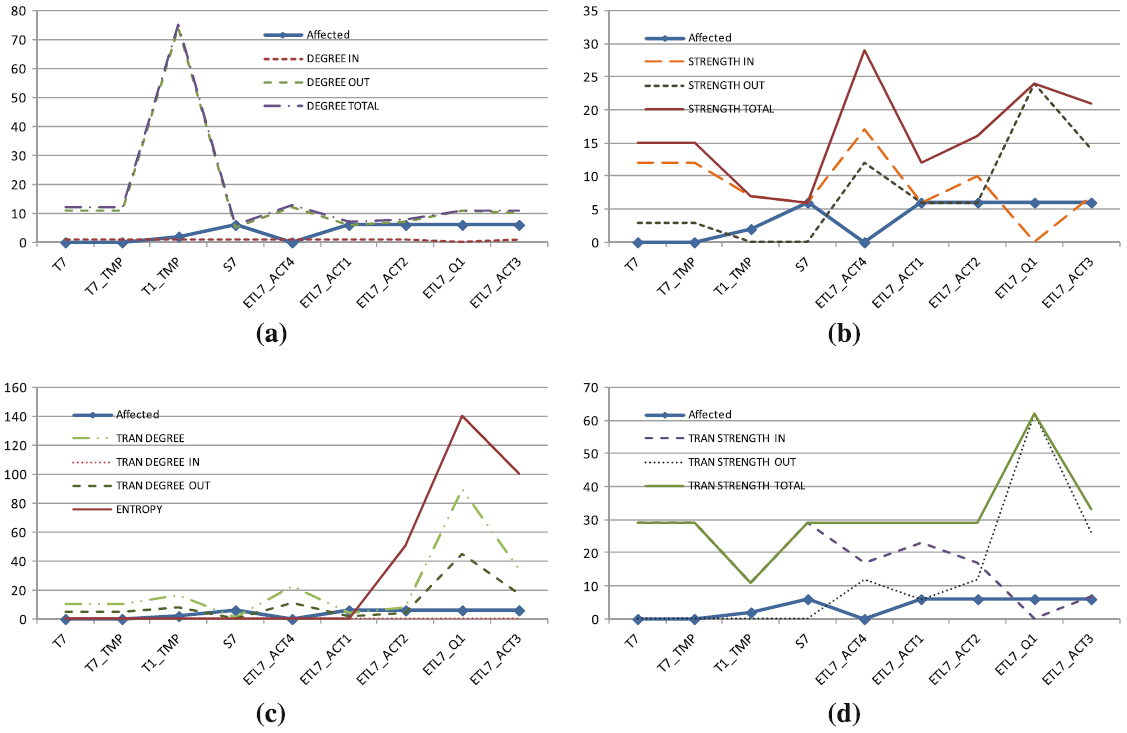 80
70
60
50
40
30
20
10
0
Affected
DEGREE IN
DEGREE OUT
DEGREE TOTAL
T7
T7_TMP
T1_TMP
S7
ETL7_ACT4
ETL7_ACT1
ETL7_ACT2
ETL7_Q1
ETL7_ACT3
(a)
35
30
25
20
15
10
5
0
Affected
STRENGTH IN
STRENGTH OUT
STRENGTH TOTAL
T7
T7_TMP
T1_TMP
S7
ETL7_ACT4
ETL7_ACT1
ETL7_ACT2
ETL7_Q1
ETL7_ACT3
(b)
160
140
120
100
80
60
40
20
0
Affected
TRAN DEGREE
TRAN DEGREE IN
TRAN DEGREE OUT
ENTROPY
T7
T7_TMP
T1_TMP
S7
ETL7_ACT4
ETL7_ACT1
ETL7_ACT2
ETL7_Q1
ETL7_ACT3
(c)
70
60
50
40
30
20
10
0
Affected
TRAN STRENGTH IN
TRAN STRENGTH OUT
TRAN STRENGTH TOTAL
T7
T7_TMP
T1_TMP
S7
ETL7_ACT4
ETL7_ACT1
ETL7_ACT2
ETL7_Q1
ETL7_ACT3
(d)